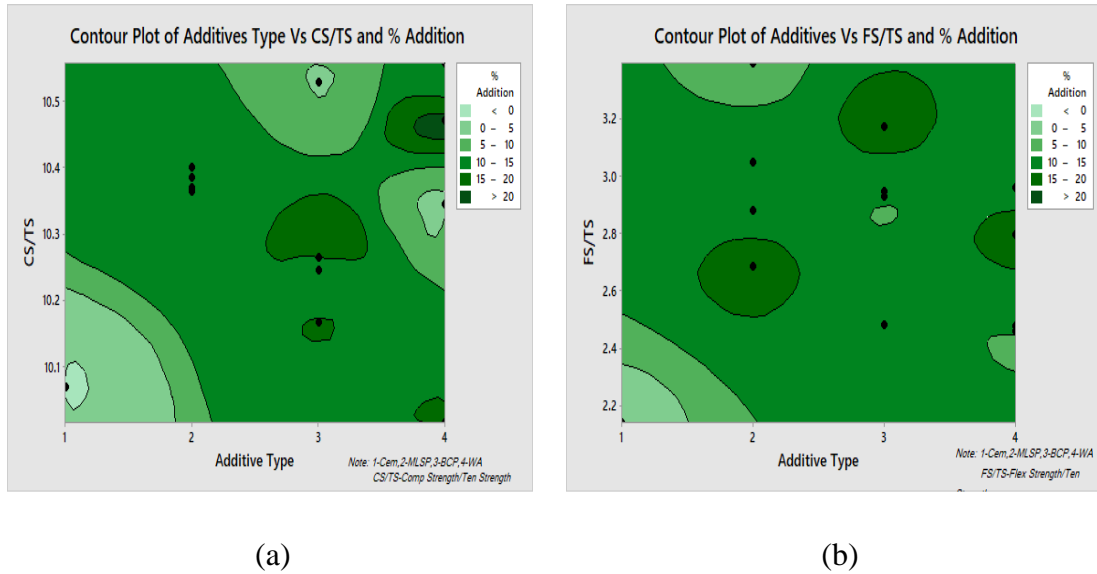 Contour Plot of Additives Type Vs CS/TS and % Addition
%
Addition
< 0
0 – 5
5 – 10
10 – 15
15 – 20
> 20
10.5
10.4
10.3
10.2
10.1
CS/TS
1 2 3 4
Additive Type
Note: 1-Cem,2-MLSP,3-BCP,4-WA
CS/TS-Comp Strength/Ten Strength
(a)
Contour Plot of Additives Vs FS/TS and % Addition
%
Addition
< 0
0 – 5
5 – 10
10 – 15
15 – 20
> 20
3.2
3.0
2.8
2.6
2.4
2.2
FS/TS
1 2 3 4
Additive Type
Note: 1-Cem,2-MLSP,3-BCP,4-WA
FS/TS-Flex Strength/Ten
(b)